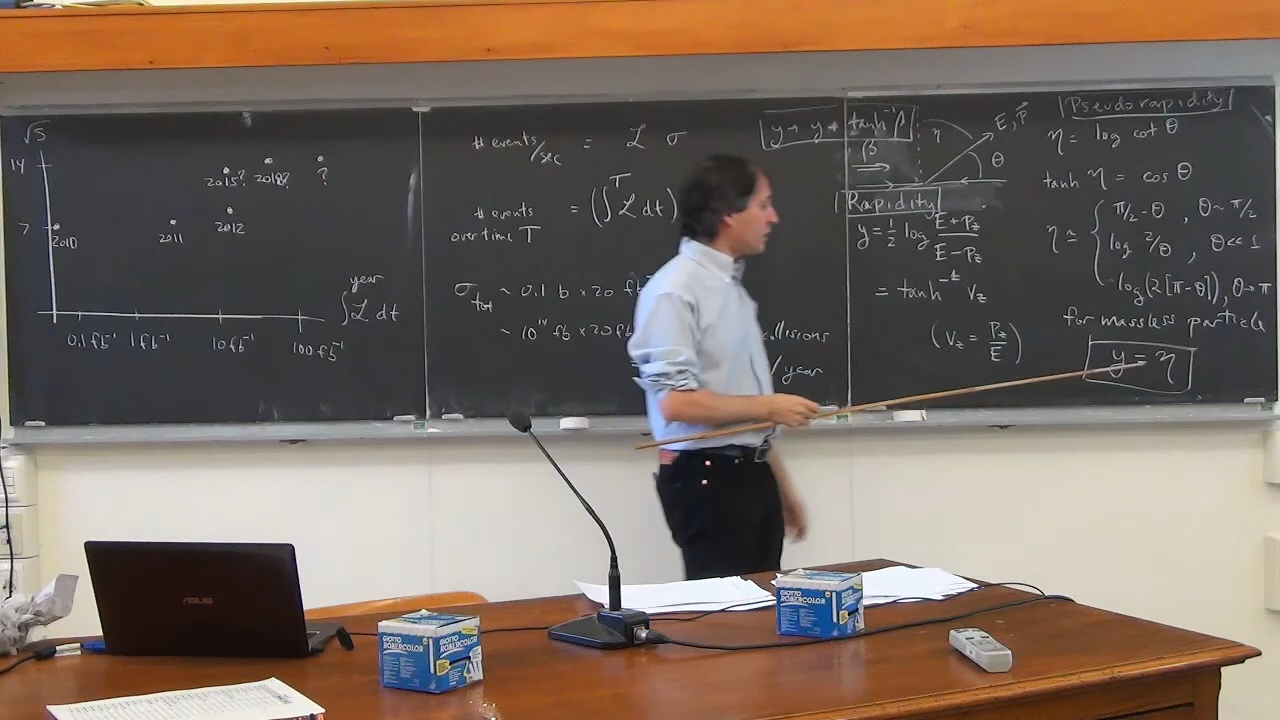 √S
14
2015? 2018? ?
7
2010 2011 2012
year
∫ℒ dt
0.1 fb⁻¹ 1 fb⁻¹ 10 fb⁻¹ 100 fb⁻¹
# events/sec = ℒ σ
# events over time T = (∫ᵀ ℒ dt)
σ_tot ~ 0.1 b × 20 fb
~ 10¹⁴ fb × 20 fb
collisions
/year
y → y + tanh⁻¹ β
β
η
E, p⃗
θ
Rapidity
y = ½ log (E + P_z)/(E − P_z)
= tanh⁻¹ V_z
(V_z = P_z/E)
Pseudorapidity
η = log cot θ
tanh η = cos θ
η ≃ { π/2 - θ , θ ~ π/2
log 2/θ , θ << 1
-log(2[π - θ]), θ → π
for massless particle
y = η
ASUS
GIOTTO
ROBERCOLOR
GIOTTO
ROBERCOLOR
GIOTTO
ROBERCOLOR